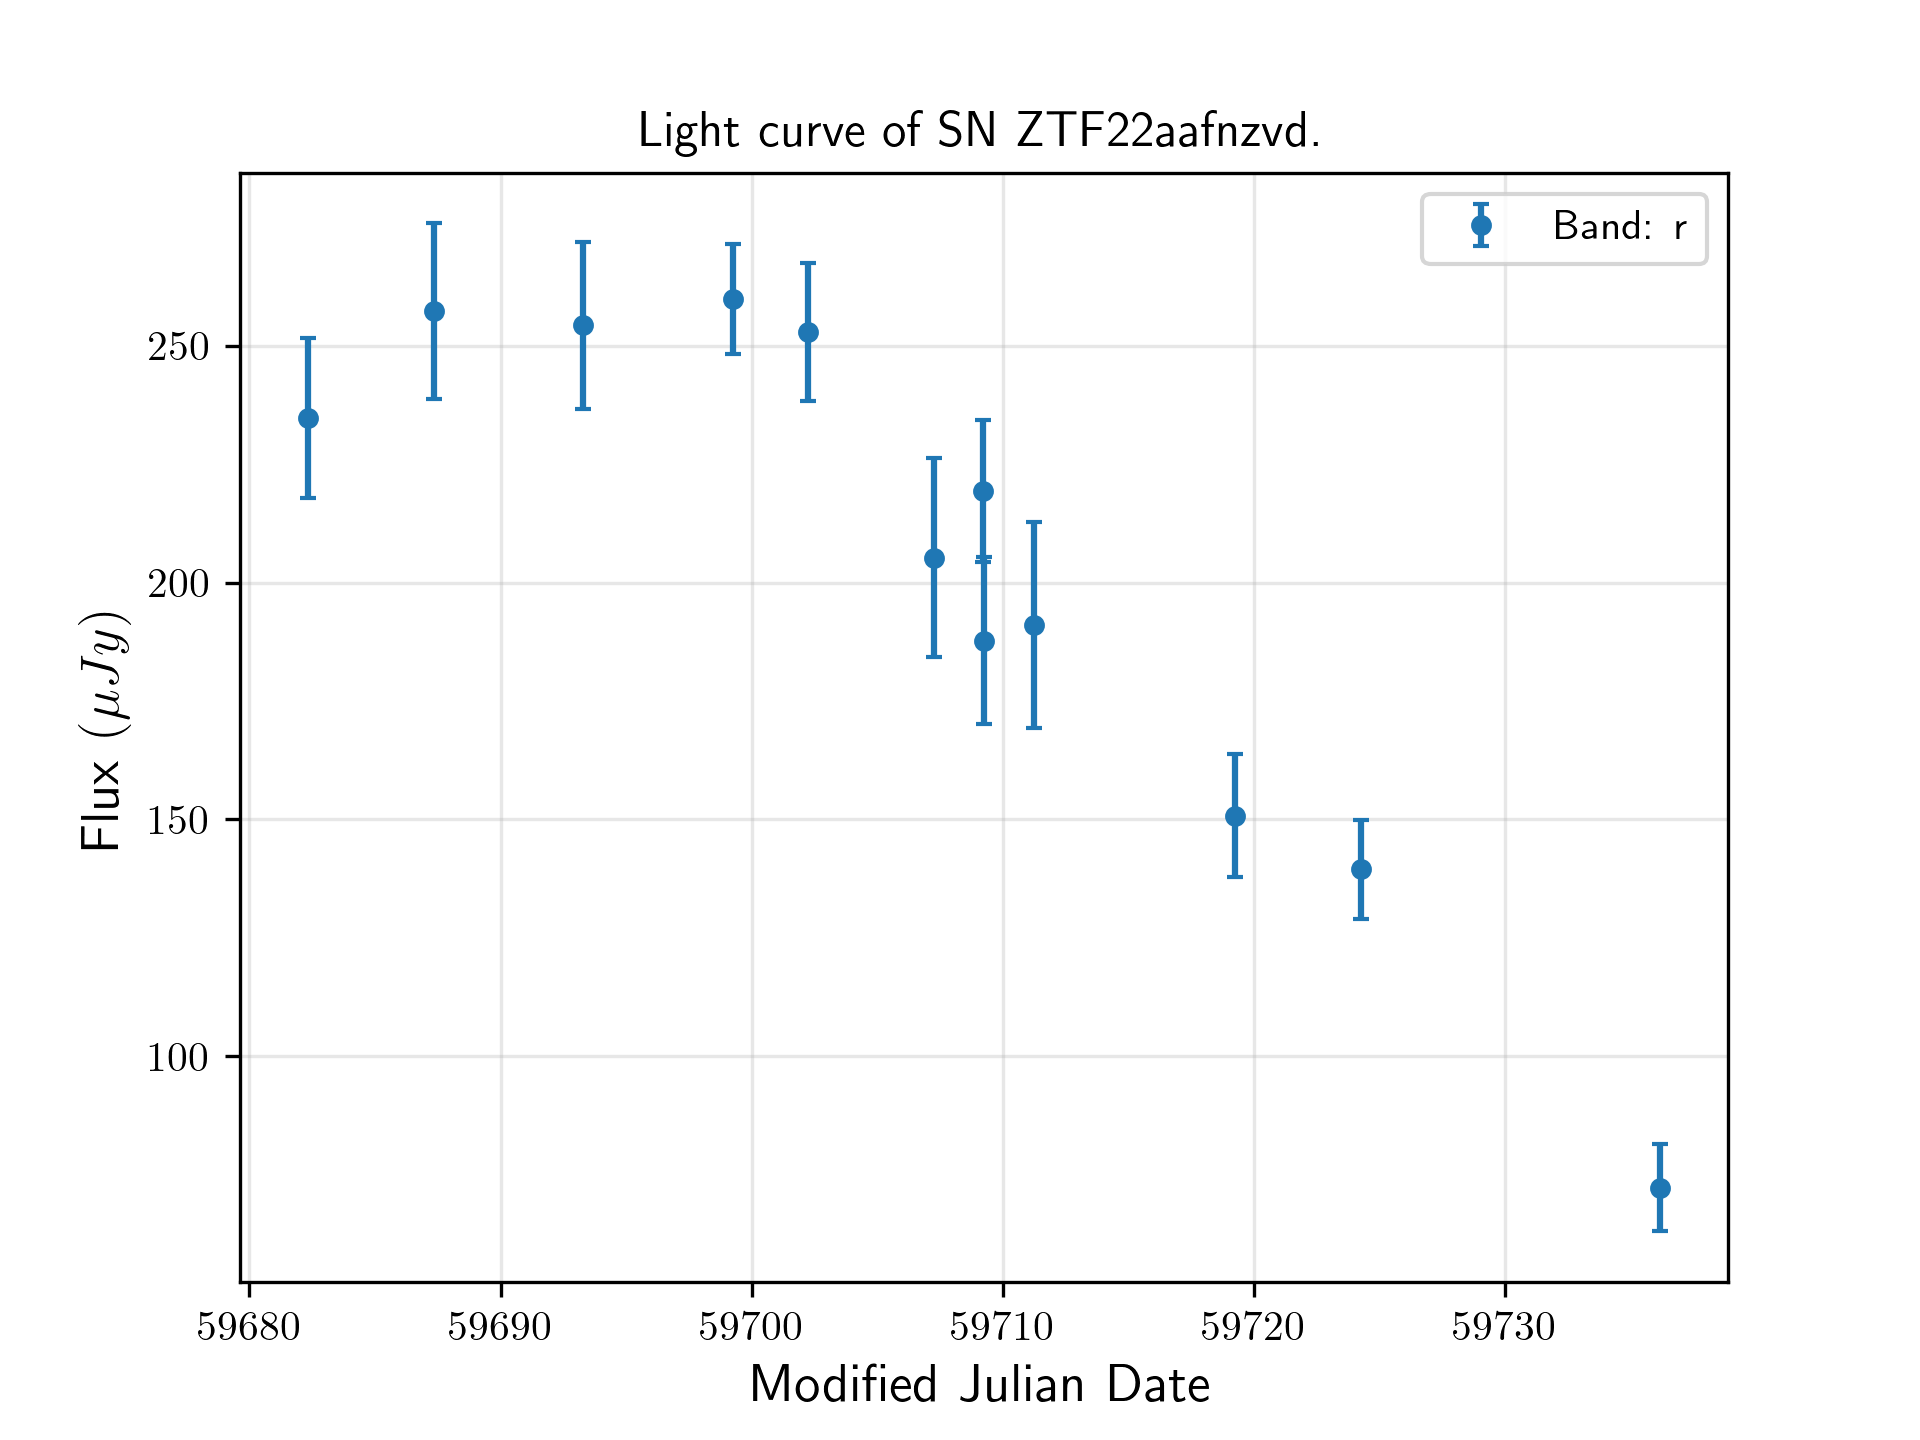 Light curve of SN ZTF22aafnzvd.
Band: r
250
200
150
100
Flux (μJy)
59680 59690 59700 59710 59720 59730
Modified Julian Date